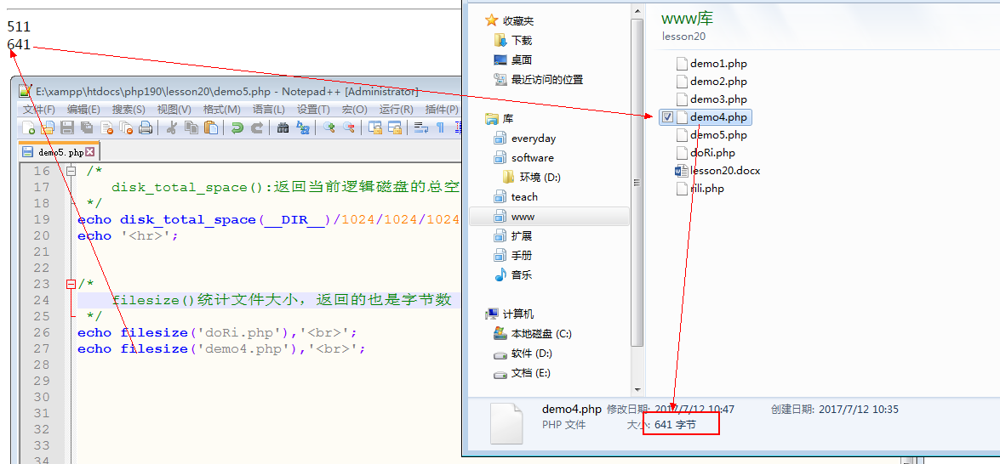 511
641
E:\xampp\htdocs\php190\lesson20\demo5.php - Notepad++ [Administrator]
文件(F) 编辑(E) 搜索(S) 视图(V) 格式(M) 语言(L) 设置(T) 宏(O) 运行(R) 插件(P)
demo5.php
16 /*
17 disk_total_space():返回当前逻辑磁盘的总空
18 */
19 echo disk_total_space(__DIR__)/1024/1024/1024
20 echo '<hr>';
21
22
23 /*
24 filesize()统计文件大小，返回的也是字节数
25 */
26 echo filesize('doRi.php'),'<br>';
27 echo filesize('demo4.php'),'<br>';
28
29
30
31
32
33
34
收藏夹
下载
桌面
最近访问的位置
库
everyday
software
环境 (D:)
teach
www
扩展
手册
音乐
计算机
本地磁盘 (C:)
软件 (D:)
文档 (E:)
www库
lesson20
demo1.php
demo2.php
demo3.php
demo4.php
demo5.php
doRi.php
lesson20.docx
rili.php
demo4.php 修改日期: 2017/7/12 10:47 创建日期: 2017/7/12 10:35
PHP 文件 大小: 641 字节